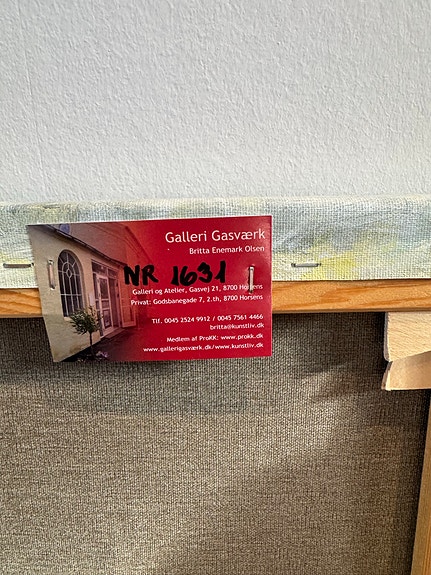 Galleri Gasværk
Britta Enemark Olsen
NR 1631
Galleri og Atelier, Gasvej 21, 8700 Horsens
Privat: Godsbanegade 7, 2.th, 8700 Horsens
Tlf. 0045 2524 9912 / 0045 7561 4466
britta@kunstliv.dk
Medlem af ProKK: www.prokk.dk
www.gallerigasværk.dk/www.kunstliv.dk